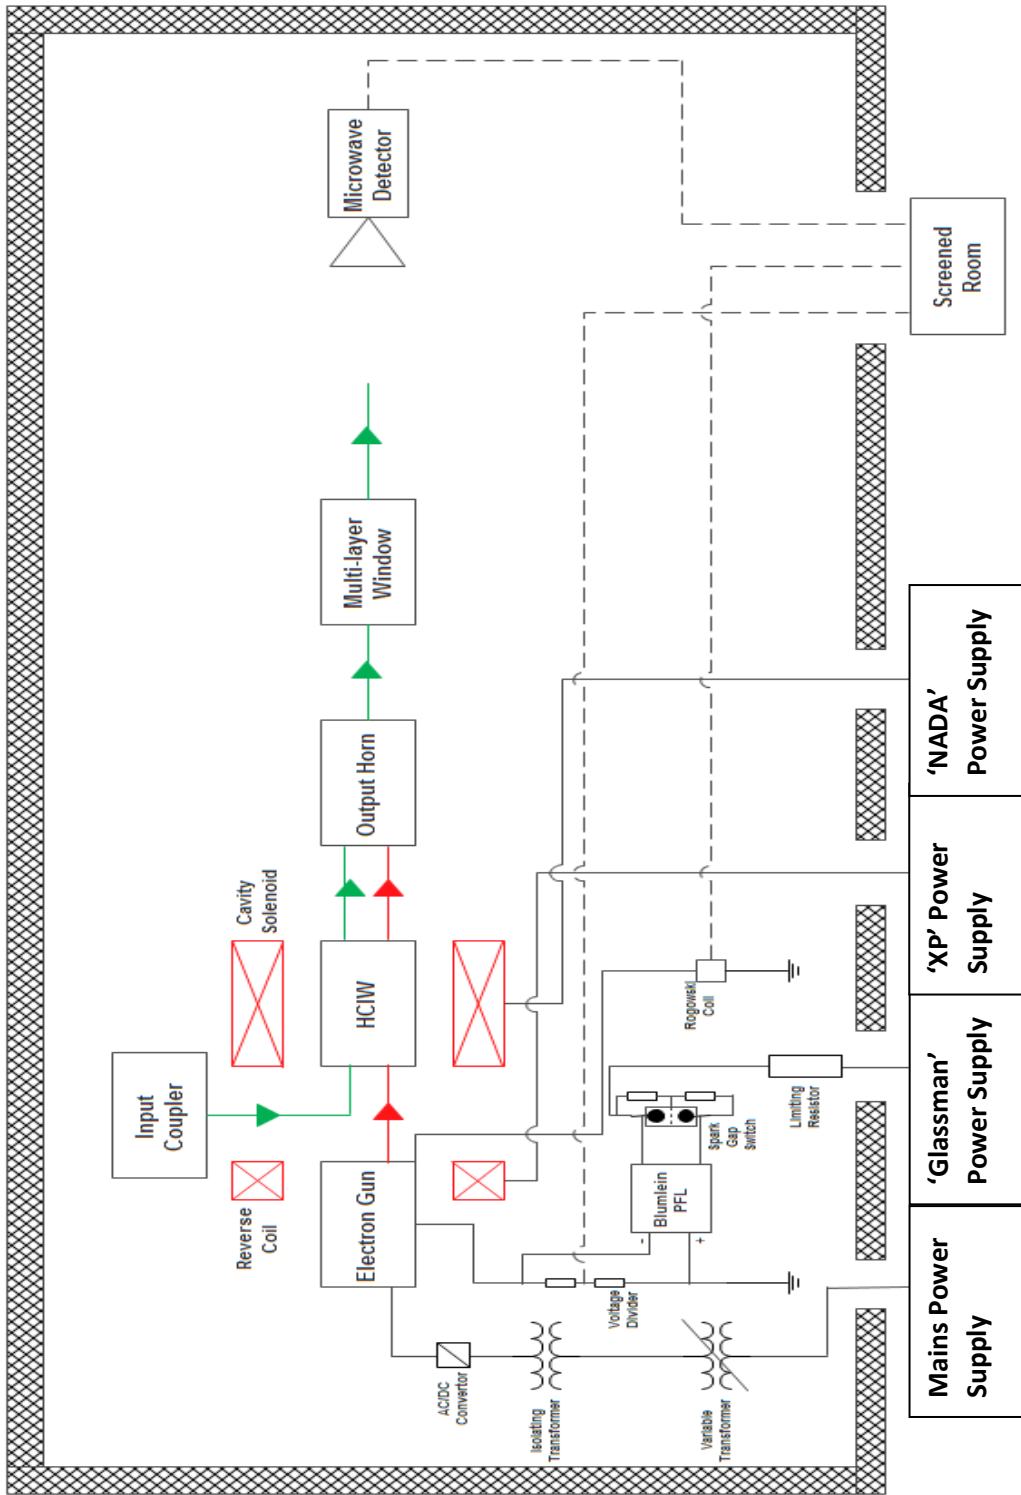 Input
Coupler
Reverse
Coil
Cavity
Solenoid
Electron Gun
HCIW
Output Horn
Multi-layer
Window
Microwave
Detector
AC/DC
Convertor
Isolating
Transformer
Voltage
Divider
Variable
Transformer
-
+
Blumlein
PFL
Spark
Gap
switch
Limiting
Resistor
Rogowski
Coil
Mains Power
Supply
‘Glassman’
Power Supply
‘XP’ Power
Supply
‘NADA’
Power Supply
Screened
Room